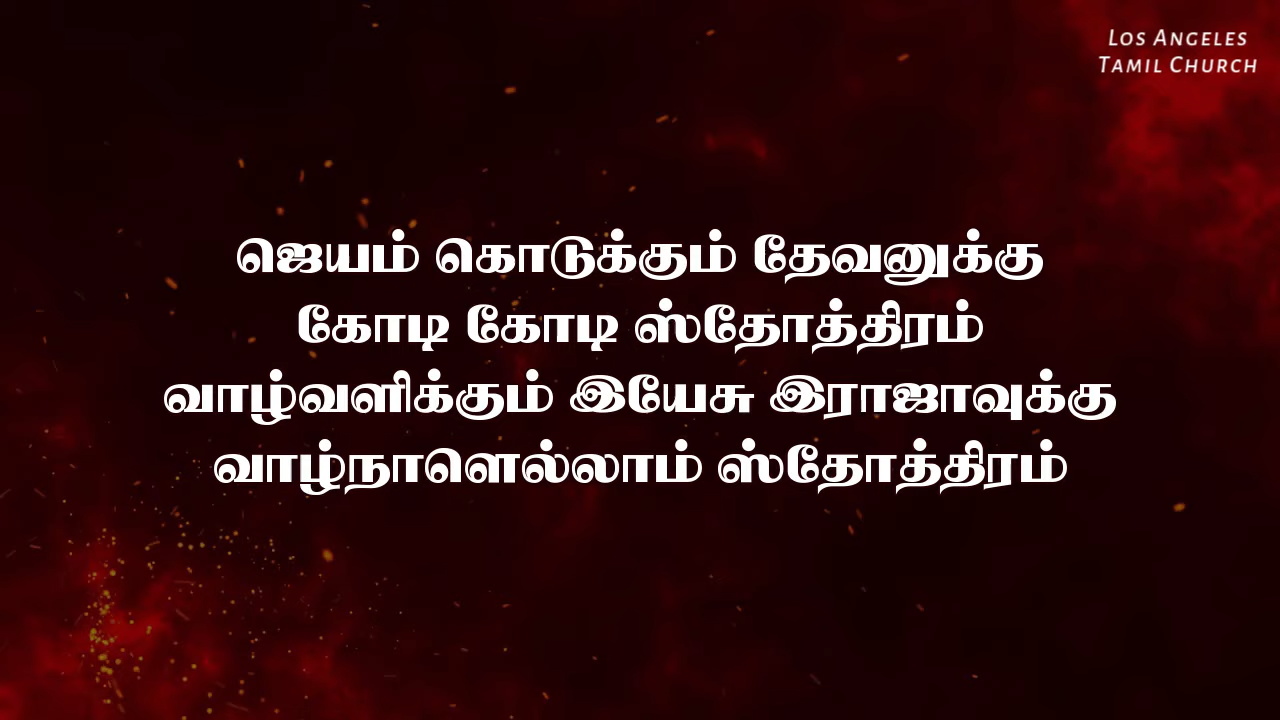 Los Angeles
Tamil Church
ஜெயம் கொடுக்கும் தேவனுக்கு
கோடி கோடி ஸ்தோத்திரம்
வாழ்வளிக்கும் இயேசு இராஜாவுக்கு
வாழ்நாளெல்லாம் ஸ்தோத்திரம்